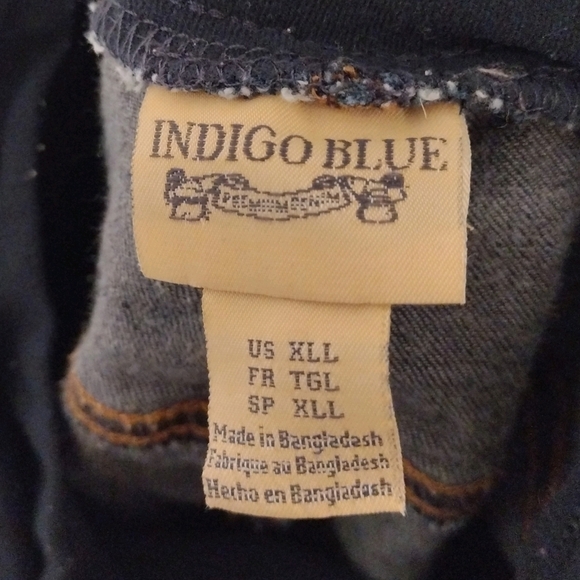 INDIGO BLUE
PREMIUM DENIM
US XLL
FR TGL
SP XLL
Made in Bangladesh
Fabrique au Bangladesh
Hecho en Bangladesh